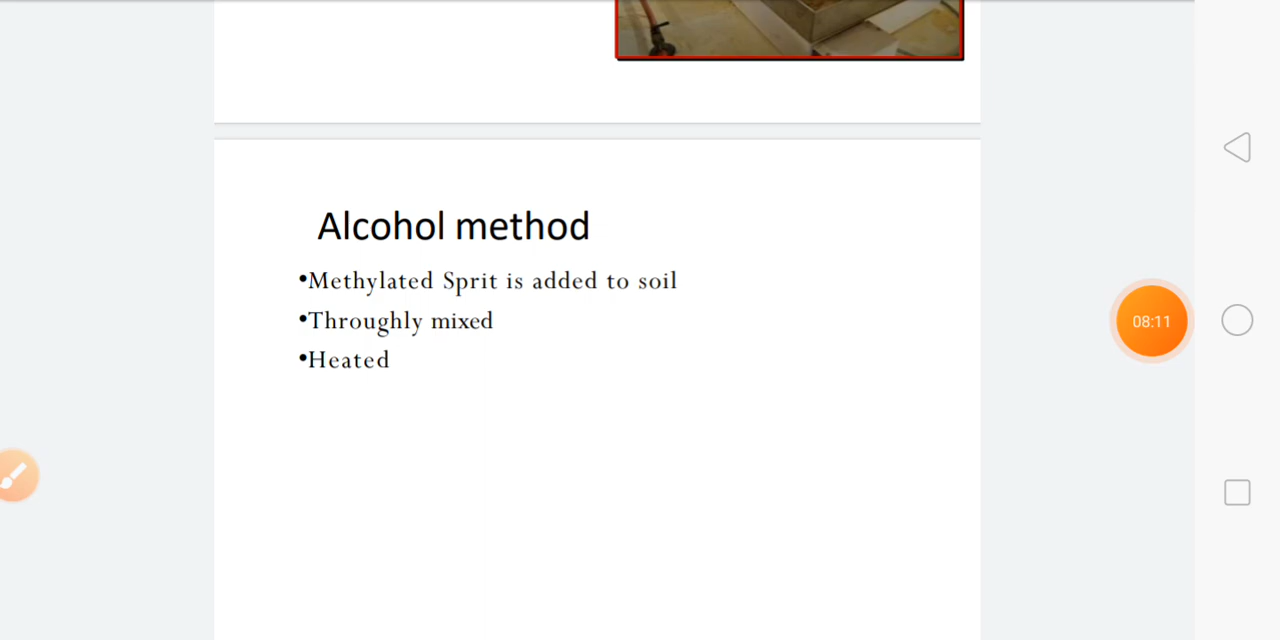 Alcohol method
•Methylated Sprit is added to soil
•Throughly mixed
•Heated
08:11